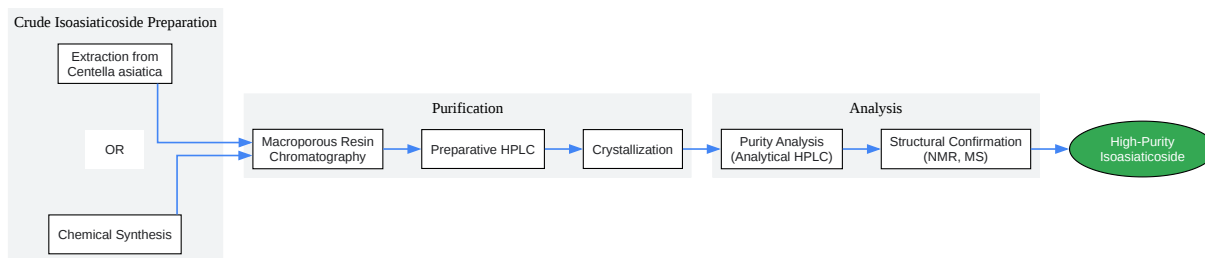 Crude Isoasiaticoside Preparation
Extraction from
Centella asiatica
OR
Chemical Synthesis
Purification
Macroporous Resin
Chromatography
Preparative HPLC
Crystallization
Analysis
Purity Analysis
(Analytical HPLC)
Structural Confirmation
(NMR, MS)
High-Purity
Isoasiaticoside